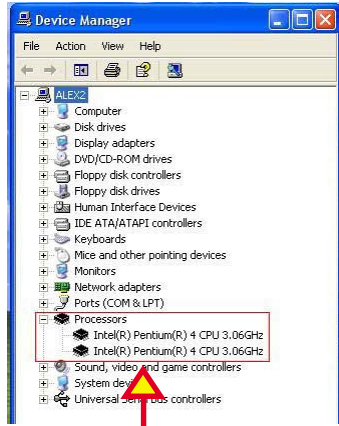 Device Manager
File Action View Help
ALEX2
Computer
Disk drives
Display adapters
DVD/CD-ROM drives
Floppy disk controllers
Floppy disk drives
Human Interface Devices
IDE ATA/ATAPI controllers
Keyboards
Mice and other pointing devices
Monitors
Network adapters
Ports (COM & LPT)
Processors
Intel(R) Pentium(R) 4 CPU 3.06GHz
Intel(R) Pentium(R) 4 CPU 3.06GHz
Sound, video and game controllers
System
Universal Bus controllers